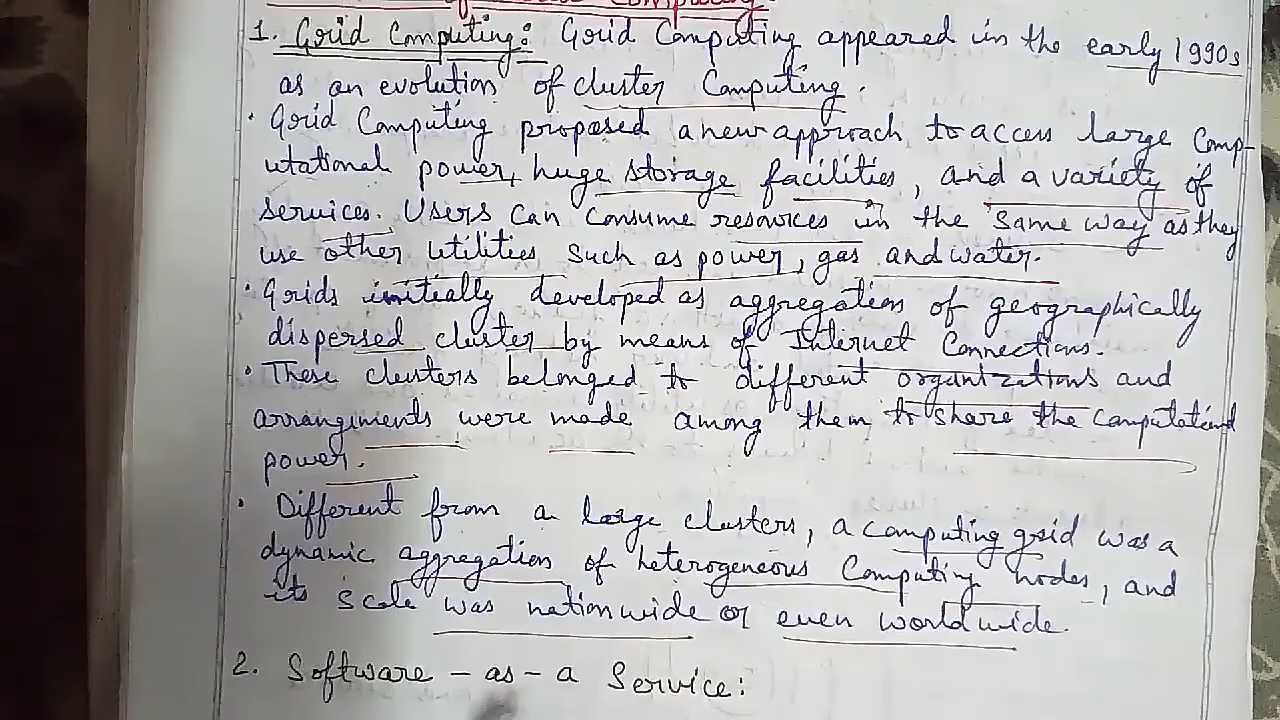 Computing.
1. Grid Computing: Grid Computing appeared in the early 1990s
as an evolution of cluster Computing.
• Grid Computing proposed a new approach to access large Comp-
utational power, huge storage facilities, and a variety of
services. Users can consume resources in the same way as they
use other utilities such as power, gas and water.
• Grids initially developed as aggregation of geographically
dispersed cluster by means of Internet Connections.
• These clusters belonged to different organizations and
arrangements were made among them to share the Computational
power.
• Different from a large clusters, a computing grid was a
dynamic aggregation of heterogeneous Computing nodes, and
its scale was nationwide or even worldwide.
2. Software - as - a Service: